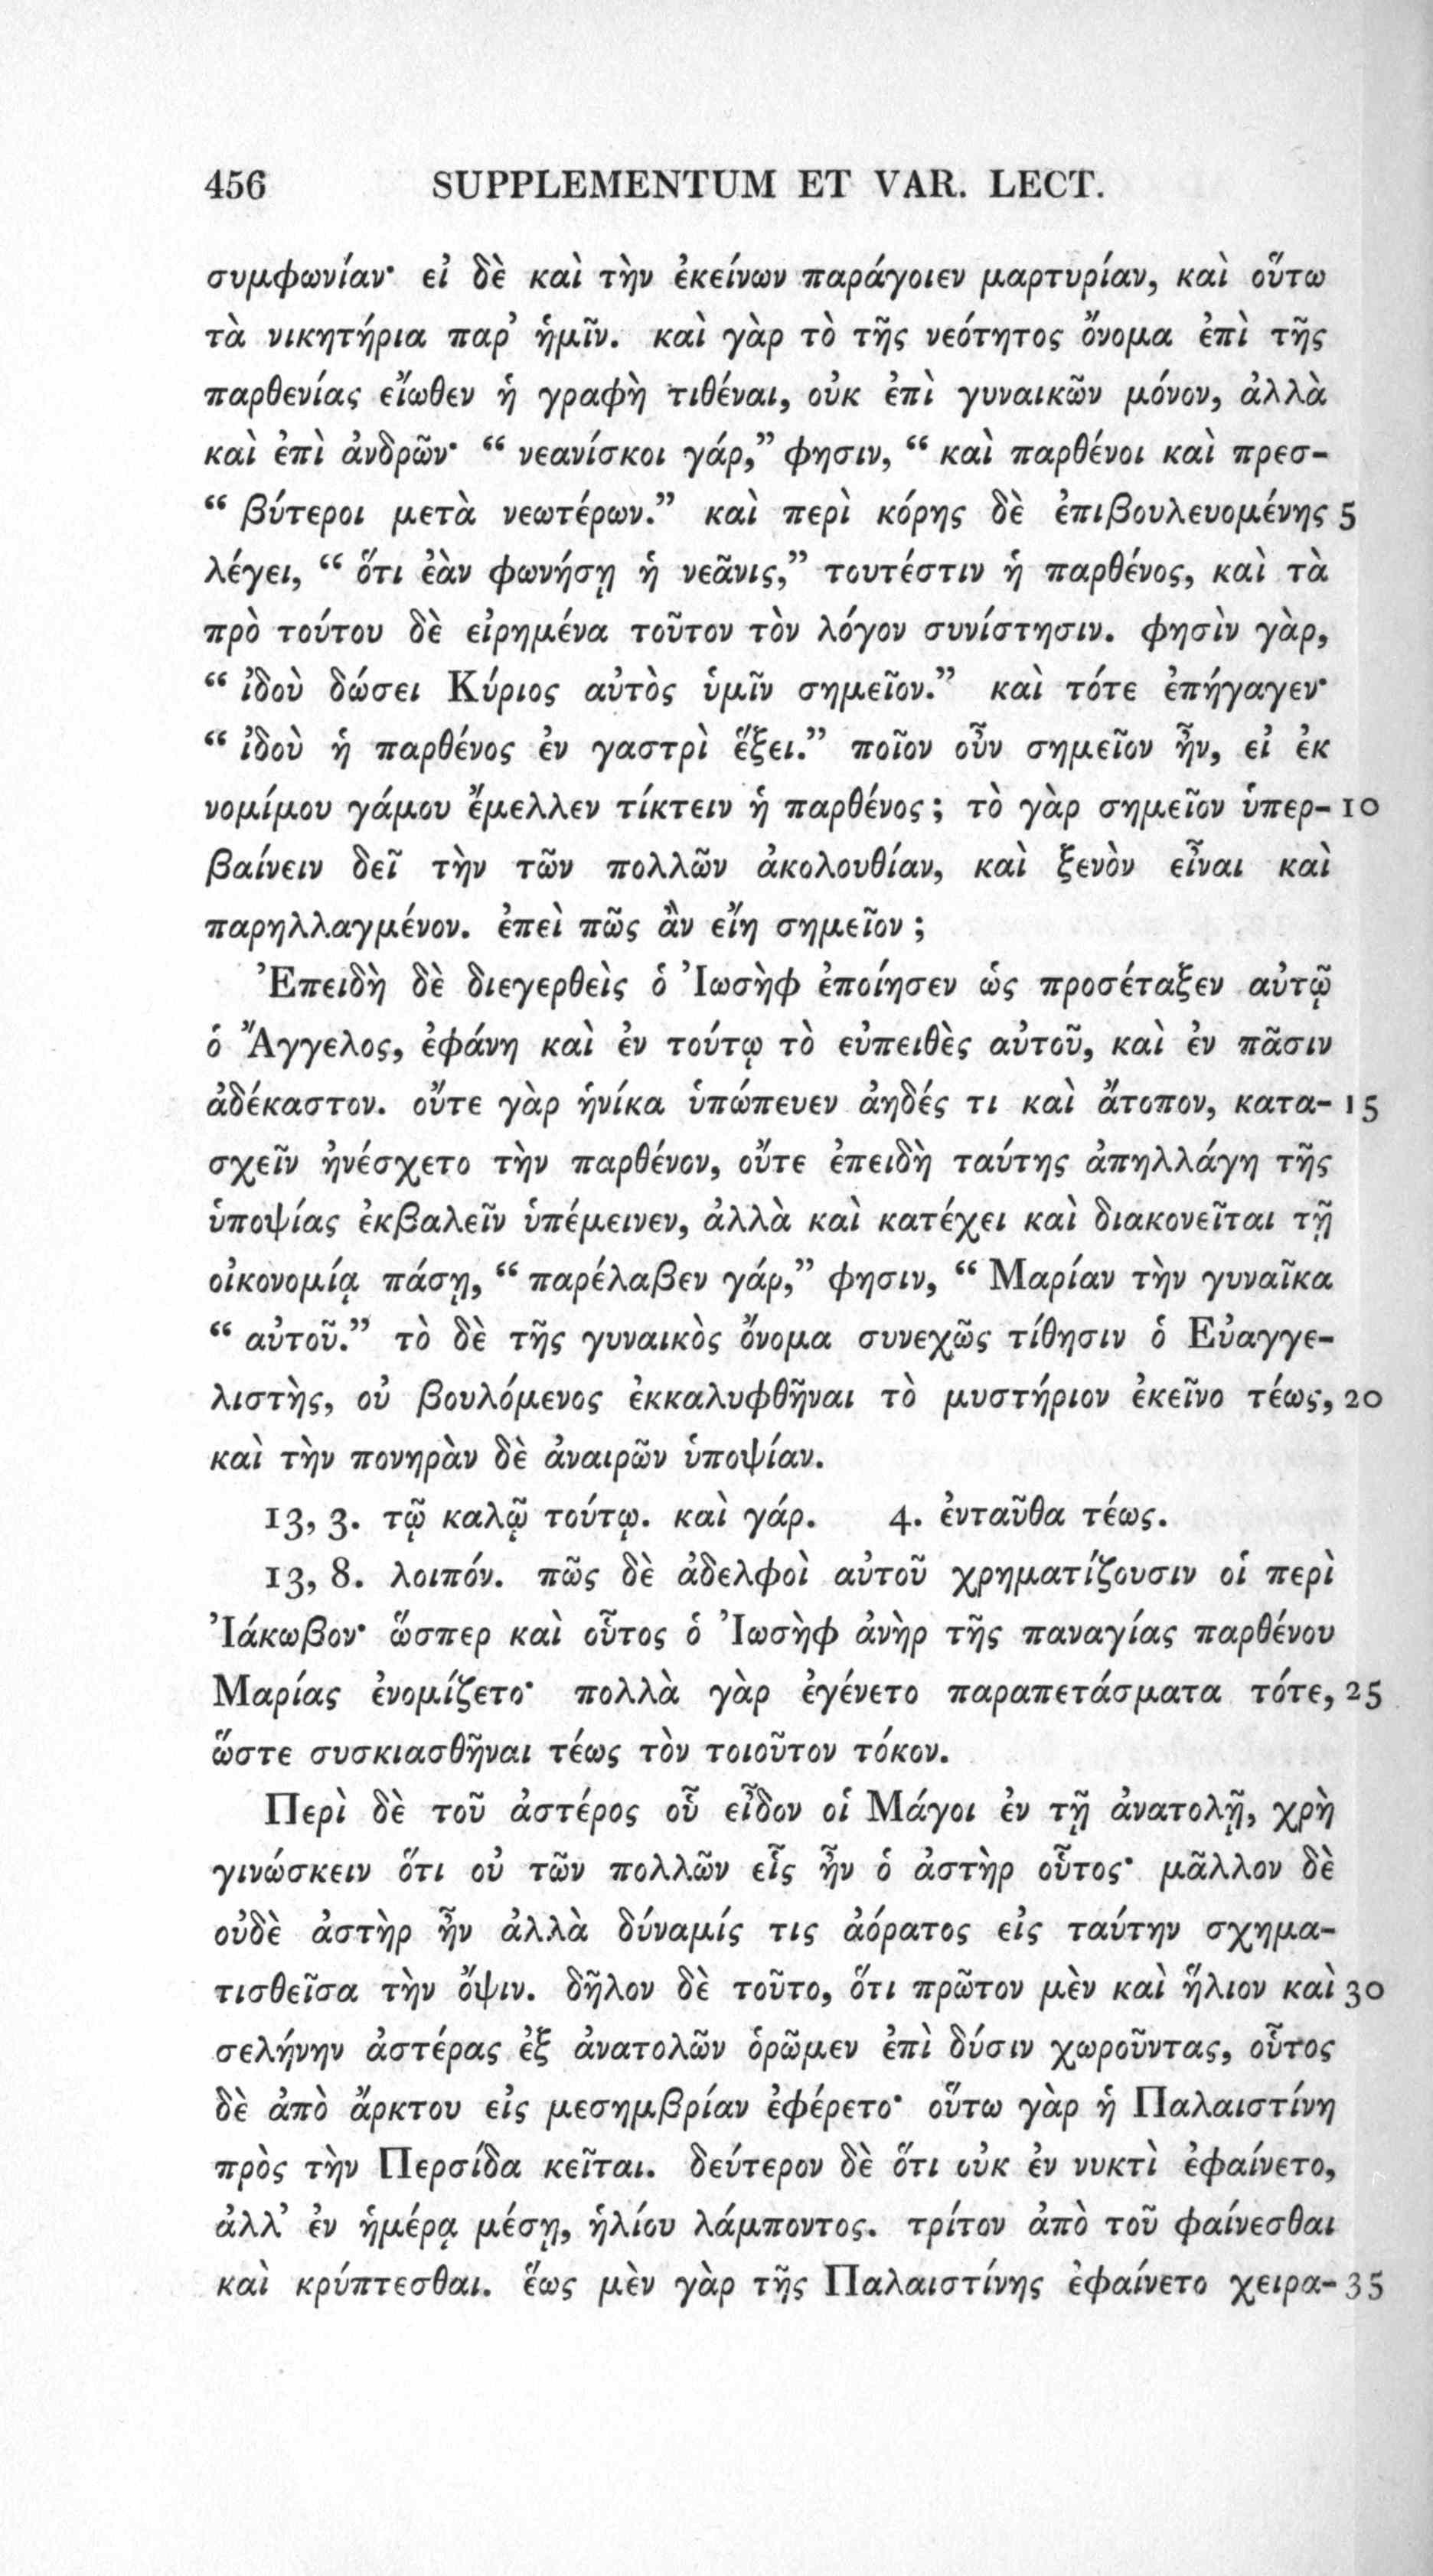 456 SUPPLEMENTUM ET VAR. LECT.
συμφωνίαν· εἰ δὲ καὶ τὴν ἐκείνων παράγοιεν μαρτυρίαν, καὶ οὕτω
τὰ νικητήρια παρ’ ἡμῖν. καὶ γὰρ τὸ τῆς νεότητος ὄνομα ἐπὶ τῆς
παρθενίας εἴωθεν ἡ γραφὴ τιθέναι, οὐκ ἐπὶ γυναικῶν μόνον, ἀλλὰ
καὶ ἐπὶ ἀνδρῶν· “ νεανίσκοι γάρ,” φησιν, “ καὶ παρθένοι καὶ πρεσ-
“ βύτεροι μετὰ νεωτέρων.” καὶ περὶ κόρης δὲ ἐπιβουλευομένης 5
λέγει, “ ὅτι ἐὰν φωνήσῃ ἡ νεᾶνις,” τουτέστιν ἡ παρθένος, καὶ τὰ
πρὸ τούτου δὲ εἰρημένα τοῦτον τὸν λόγον συνίστησιν. φησὶν γὰρ,
“ ἰδοὺ δώσει Κύριος αὐτὸς ὑμῖν σημεῖον.” καὶ τότε ἐπήγαγεν·
“ ἰδοὺ ἡ παρθένος ἐν γαστρὶ ἕξει.” ποῖον οὖν σημεῖον ἦν, εἰ ἐκ
νομίμου γάμου ἔμελλεν τίκτειν ἡ παρθένος ; τὸ γὰρ σημεῖον ὑπερ- 10
βαίνειν δεῖ τὴν τῶν πολλῶν ἀκολουθίαν, καὶ ξενὸν εἶναι καὶ
παρηλλαγμένον. ἐπεὶ πῶς ἂν εἴη σημεῖον ;
Ἐπειδὴ δὲ διεγερθεὶς ὁ Ἰωσὴφ ἐποίησεν ὡς προσέταξεν αὐτῷ
ὁ Ἄγγελος, ἐφάνη καὶ ἐν τούτῳ τὸ εὐπειθὲς αὐτοῦ, καὶ ἐν πᾶσιν
ἀδέκαστον. οὔτε γὰρ ἡνίκα ὑπώπευεν ἀηδές τι καὶ ἄτοπον, κατα- 15
σχεῖν ἠνέσχετο τὴν παρθένον, οὔτε ἐπειδὴ ταύτης ἀπηλλάγη τῆς
ὑποψίας ἐκβαλεῖν ὑπέμεινεν, ἀλλὰ καὶ κατέχει καὶ διακονεῖται τῇ
οἰκονομίᾳ πάσῃ, “ παρέλαβεν γάρ,” φησιν, “ Μαρίαν τὴν γυναῖκα
“ αὐτοῦ.” τὸ δὲ τῆς γυναικὸς ὄνομα συνεχῶς τίθησιν ὁ Εὐαγγε-
λιστὴς, οὐ βουλόμενος ἐκκαλυφθῆναι τὸ μυστήριον ἐκεῖνο τέως, 20
καὶ τὴν πονηρὰν δὲ ἀναιρῶν ὑποψίαν.
13, 3. τῷ καλῷ τούτῳ. καὶ γάρ. 4. ἐνταῦθα τέως.
13, 8. λοιπόν. πῶς δὲ ἀδελφοὶ αὐτοῦ χρηματίζουσιν οἱ περὶ
Ἰάκωβον· ὥσπερ καὶ οὗτος ὁ Ἰωσὴφ ἀνὴρ τῆς παναγίας παρθένου
Μαρίας ἐνομίζετο· πολλὰ γὰρ ἐγένετο παραπετάσματα τότε, 25
ὥστε συσκιασθῆναι τέως τὸν τοιοῦτον τόκον.
Περὶ δὲ τοῦ ἀστέρος οὗ εἶδον οἱ Μάγοι ἐν τῇ ἀνατολῇ, χρὴ
γινώσκειν ὅτι οὐ τῶν πολλῶν εἷς ἦν ὁ ἀστὴρ οὗτος· μᾶλλον δὲ
οὐδὲ ἀστὴρ ἦν ἀλλὰ δύναμίς τις ἀόρατος εἰς ταύτην σχημα-
τισθεῖσα τὴν ὄψιν. δῆλον δὲ τοῦτο, ὅτι πρῶτον μὲν καὶ ἥλιον καὶ 30
σελήνην ἀστέρας ἐξ ἀνατολῶν ὁρῶμεν ἐπὶ δύσιν χωροῦντας, οὗτος
δὲ ἀπὸ ἄρκτου εἰς μεσημβρίαν ἐφέρετο· οὕτω γὰρ ἡ Παλαιστίνη
πρὸς τὴν Περσίδα κεῖται. δεύτερον δὲ ὅτι οὐκ ἐν νυκτὶ ἐφαίνετο,
ἀλλ’ ἐν ἡμέρᾳ μέσῃ, ἡλίου λάμποντος. τρίτον ἀπὸ τοῦ φαίνεσθαι
καὶ κρύπτεσθαι. ἕως μὲν γὰρ τῆς Παλαιστίνης ἐφαίνετο χειρα- 35